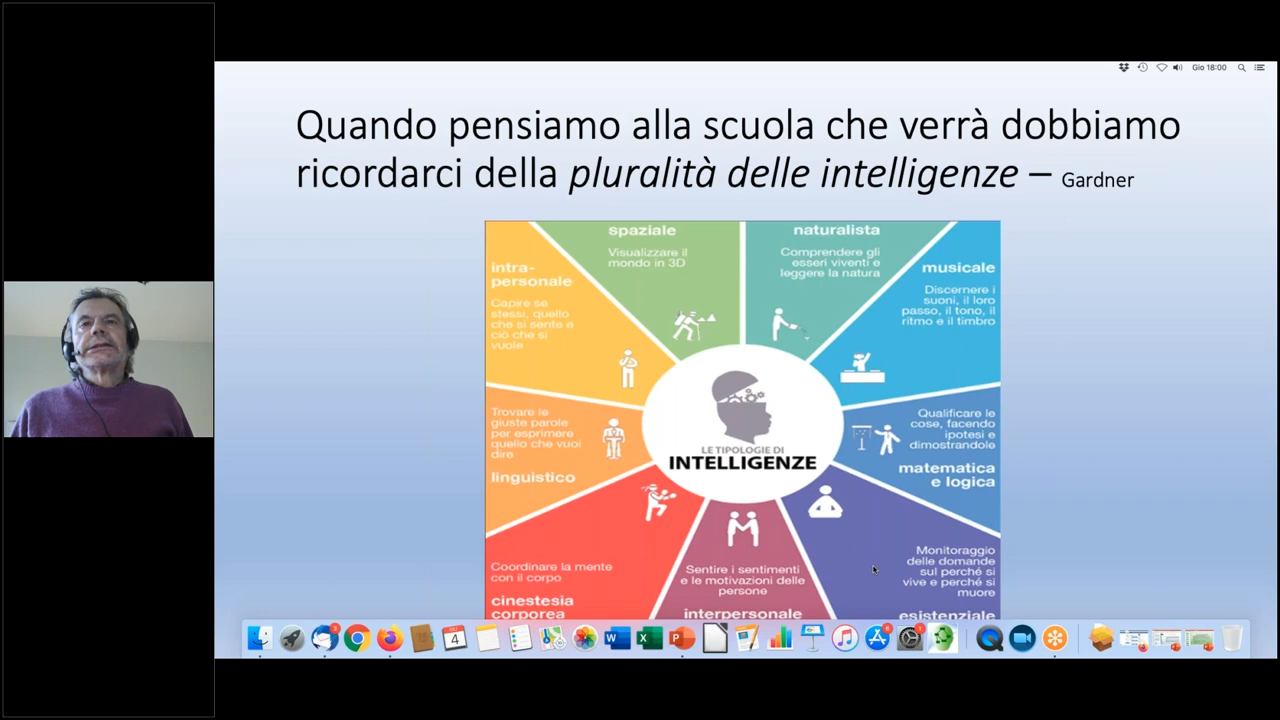 Gio 18:00
Quando pensiamo alla scuola che verrà dobbiamo
ricordarci della pluralità delle intelligenze – Gardner
spaziale
Visualizzare il
mondo in 3D
naturalista
Comprendere gli
esseri viventi e
leggere la natura
intra-
personale
Capire se
stessi, quello
che si sente e
ciò che si
vuole
musicale
Discernere i
suoni, il loro
passo, il tono, il
ritmo e il timbro
Trovare le
giuste parole
per esprimere
quello che vuoi
dire
linguistico
LE TIPOLOGIE DI
INTELLIGENZE
Qualificare le
cose, facendo
ipotesi e
dimostrandole
matematica
e logica
Coordinare la mente
con il corpo
cinestesia
corporea
Sentire i sentimenti
e le motivazioni delle
persone
interpersonale
Monitoraggio
delle domande
sul perché si
vive e perché si
muore
esistenziale
4